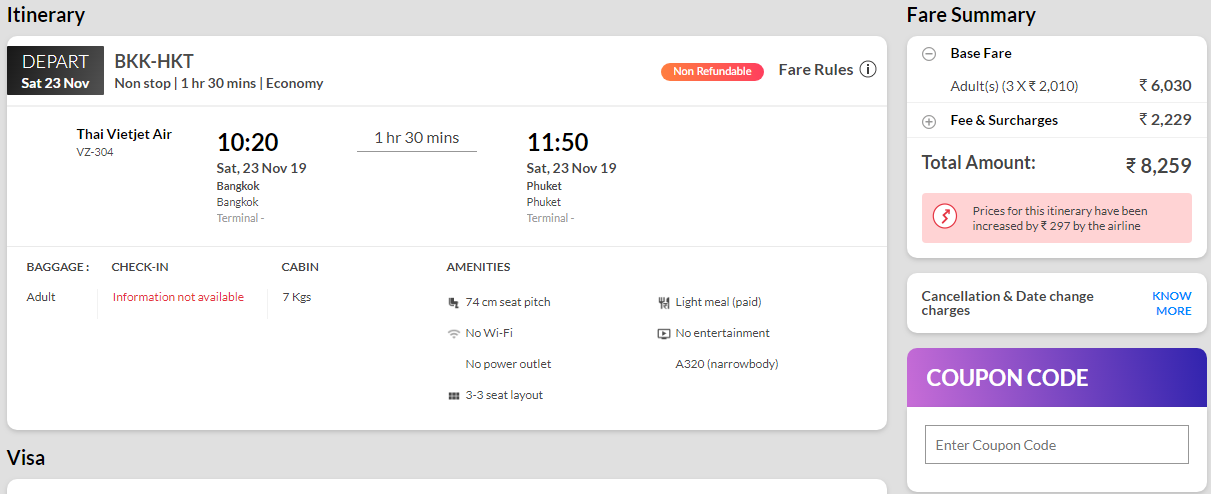 Itinerary
DEPART
Sat 23 Nov
BKK-HKT
Non stop | 1 hr 30 mins | Economy
Non Refundable
Fare Rules
Thai Vietjet Air
VZ-304
10:20
Sat, 23 Nov 19
Bangkok
Bangkok
Terminal -
1 hr 30 mins
11:50
Sat, 23 Nov 19
Phuket
Phuket
Terminal -
BAGGAGE : CHECK-IN CABIN
Adult Information not available 7 Kgs
AMENITIES
74 cm seat pitch Light meal (paid)
No Wi-Fi No entertainment
No power outlet A320 (narrowbody)
3-3 seat layout
Visa
Fare Summary
Base Fare
Adult(s) (3 X ₹ 2,010) ₹ 6,030
Fee & Surcharges ₹ 2,229
Total Amount: ₹ 8,259
Prices for this itinerary have been
increased by ₹ 297 by the airline
Cancellation & Date change
charges
KNOW
MORE
COUPON CODE
Enter Coupon Code